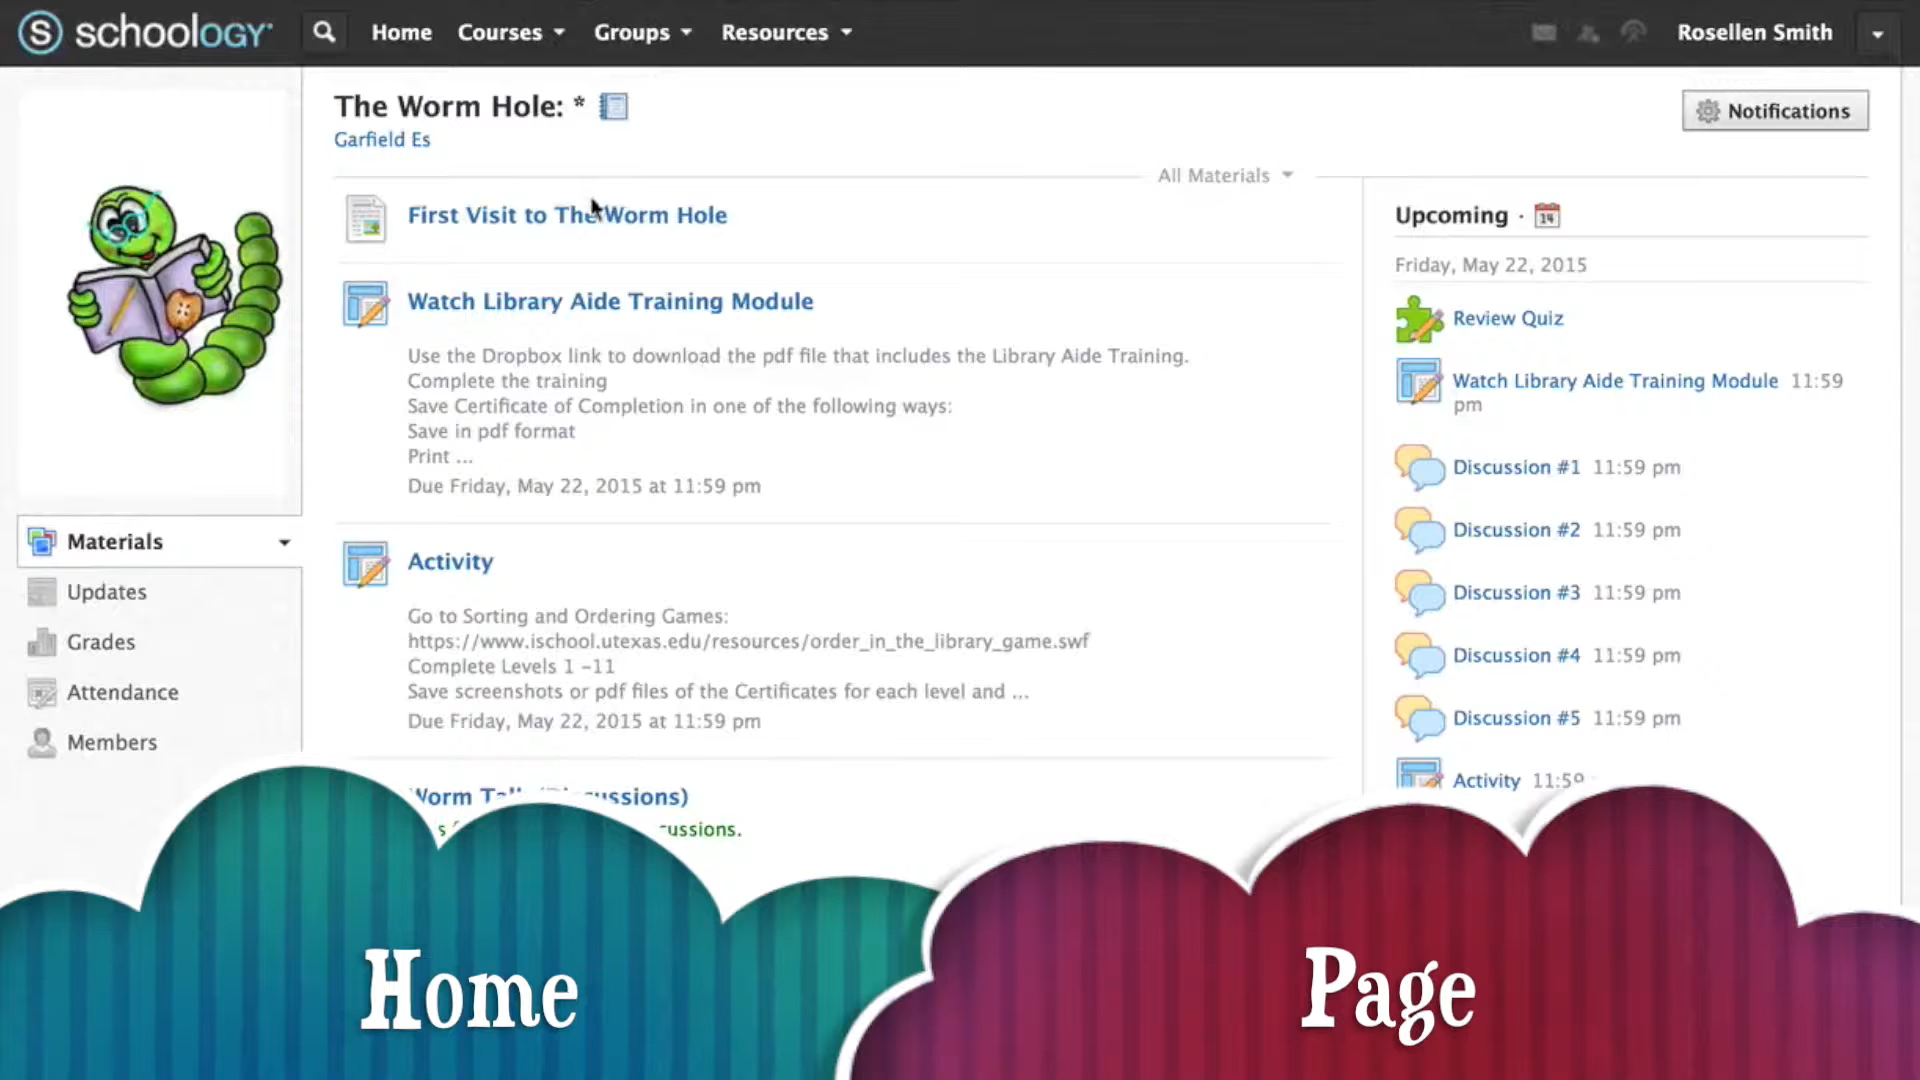 schoology
Home
Courses
Groups
Resources
Rosellen Smith
The Worm Hole: *
Garfield Es
Notifications
All Materials
First Visit to The Worm Hole
Watch Library Aide Training Module
Use the Dropbox link to download the pdf file that includes the Library Aide Training.
Complete the training
Save Certificate of Completion in one of the following ways:
Save in pdf format
Print ...
Due Friday, May 22, 2015 at 11:59 pm
Activity
Go to Sorting and Ordering Games:
https://www.ischool.utexas.edu/resources/order_in_the_library_game.swf
Complete Levels 1 -11
Save screenshots or pdf files of the Certificates for each level and ...
Due Friday, May 22, 2015 at 11:59 pm
Worm
Materials
Updates
Grades
Attendance
Members
Upcoming
14
Friday, May 22, 2015
Review Quiz
Watch Library Aide Training Module 11:59
pm
Discussion #1 11:59 pm
Discussion #2 11:59 pm
Discussion #3 11:59 pm
Discussion #4 11:59 pm
Discussion #5 11:59 pm
Activity 11:59
Home
Page